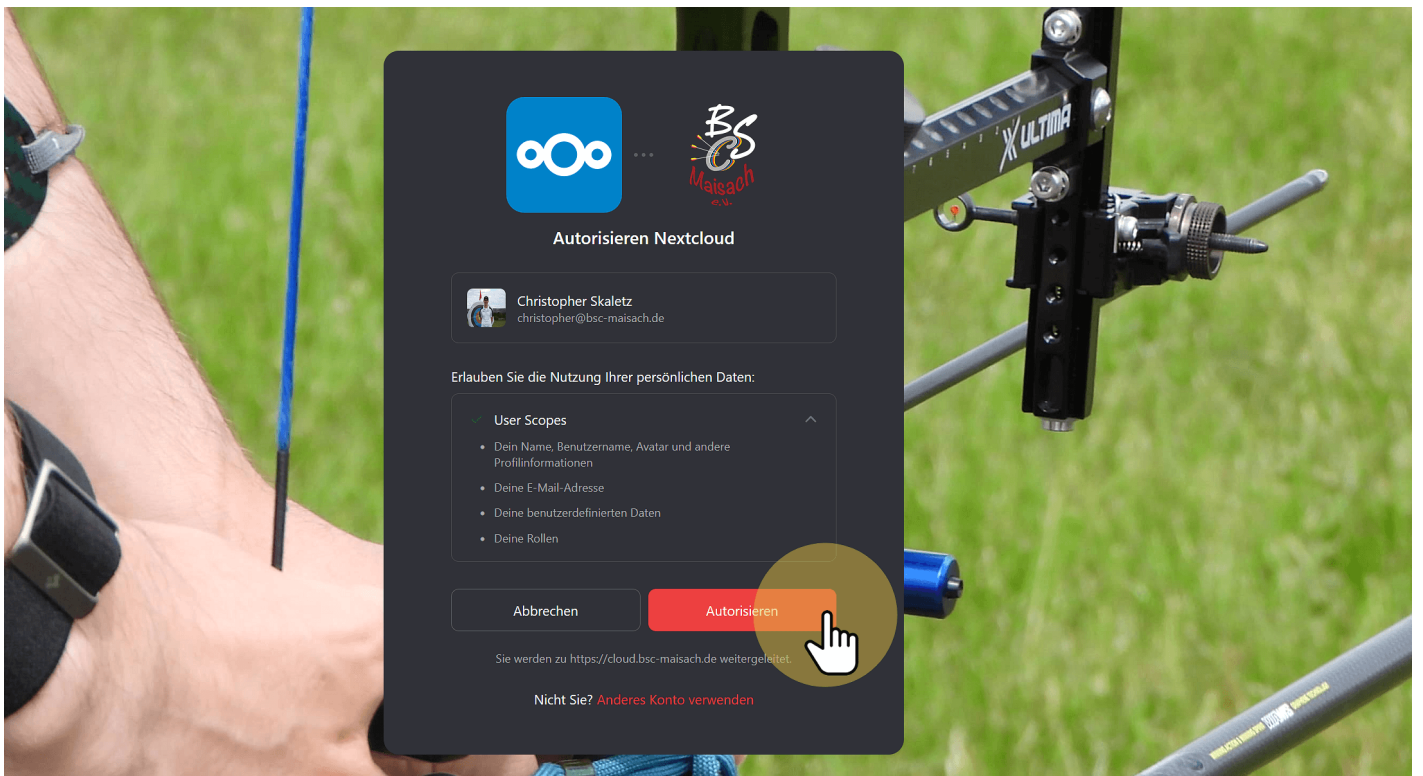 BSC
Maisach
e.V.
X ULTIMA
Autorisieren Nextcloud
Christopher Skaletz
christopher@bsc-maisach.de
Erlauben Sie die Nutzung Ihrer persönlichen Daten:
User Scopes
Dein Name, Benutzername, Avatar und andere
Profilinformationen
Deine E-Mail-Adresse
Deine benutzerdefinierten Daten
Deine Rollen
Abbrechen
Autorisieren
Sie werden zu https://cloud.bsc-maisach.de weitergeleitet.
Nicht Sie? Anderes Konto verwenden